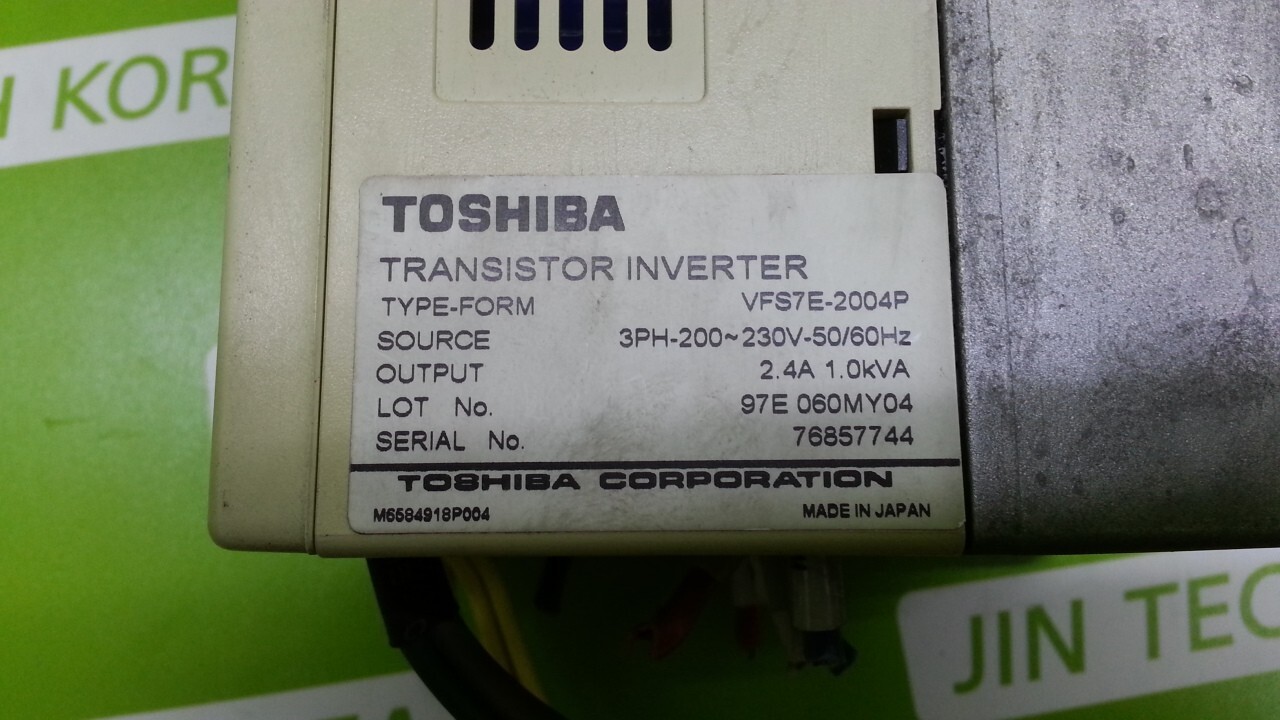 KOR
TOSHIBA
TRANSISTOR INVERTER
TYPE-FORM VFS7E-2004P
SOURCE 3PH-200~230V-50/60Hz
OUTPUT 2.4A 1.0kVA
LOT No. 97E 060MY04
SERIAL No. 76857744
TOSHIBA CORPORATION
M6584918P004 MADE IN JAPAN
JIN TEC